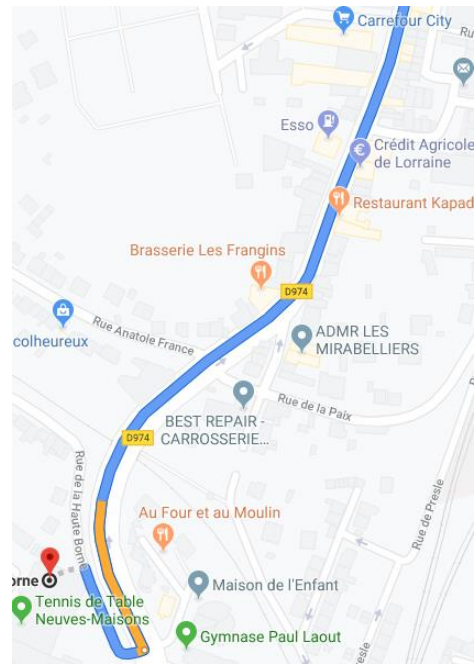 Carrefour City
Ru
Esso
Crédit Agricole
de Lorraine
Restaurant Kapad
Brasserie Les Frangins
D974
ADMR LES
MIRABELLIERS
colheureux
Rue Anatole France
BEST REPAIR -
CARROSSERIE...
Rue de la Paix
D974
Rue de la Haute Borne
Au Four et au Moulin
Rue de Presle
orne
Maison de l'Enfant
Tennis de Table
Neuves-Maisons
Gymnase Paul Laout